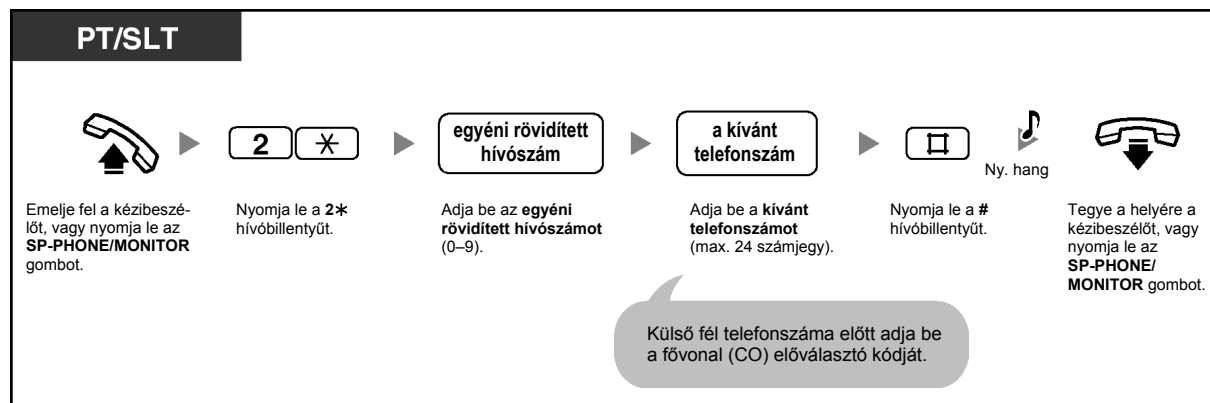 PT/SLT
2 ✳
egyéni rövidített
hívószám
a kívánt
telefonszám
#
Ny. hang
Emelje fel a kézibeszé-
lőt, vagy nyomja le az
SP-PHONE/MONITOR
gombot.
Nyomja le a 2✳
hívóbillentyűt.
Adja be az egyéni
rövidített hívószámot
(0–9).
Adja be a kívánt
telefonszámot
(max. 24 számjegy).
Nyomja le a #
hívóbillentyűt.
Tegye a helyére a
kézibeszélőt, vagy
nyomja le az
SP-PHONE/
MONITOR gombot.
Külső fél telefonszáma előtt adja be
a fővonal (CO) előválasztó kódját.